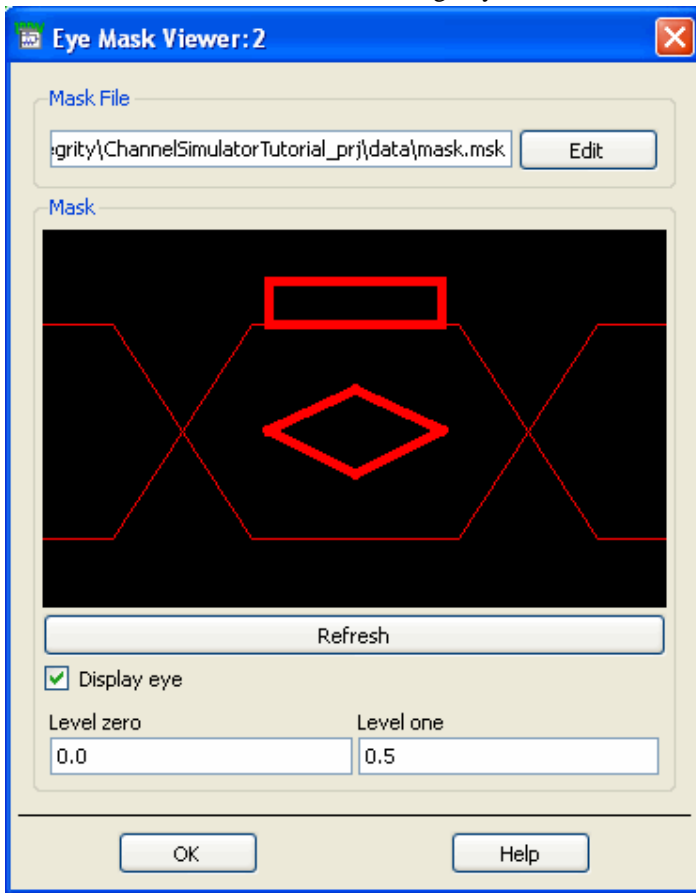 Eye Mask Viewer:2
Mask File
egrity\ChannelSimulatorTutorial_prj\data\mask.msk Edit
Mask
Refresh
Display eye
Level zero Level one
0.0 0.5
OK Help